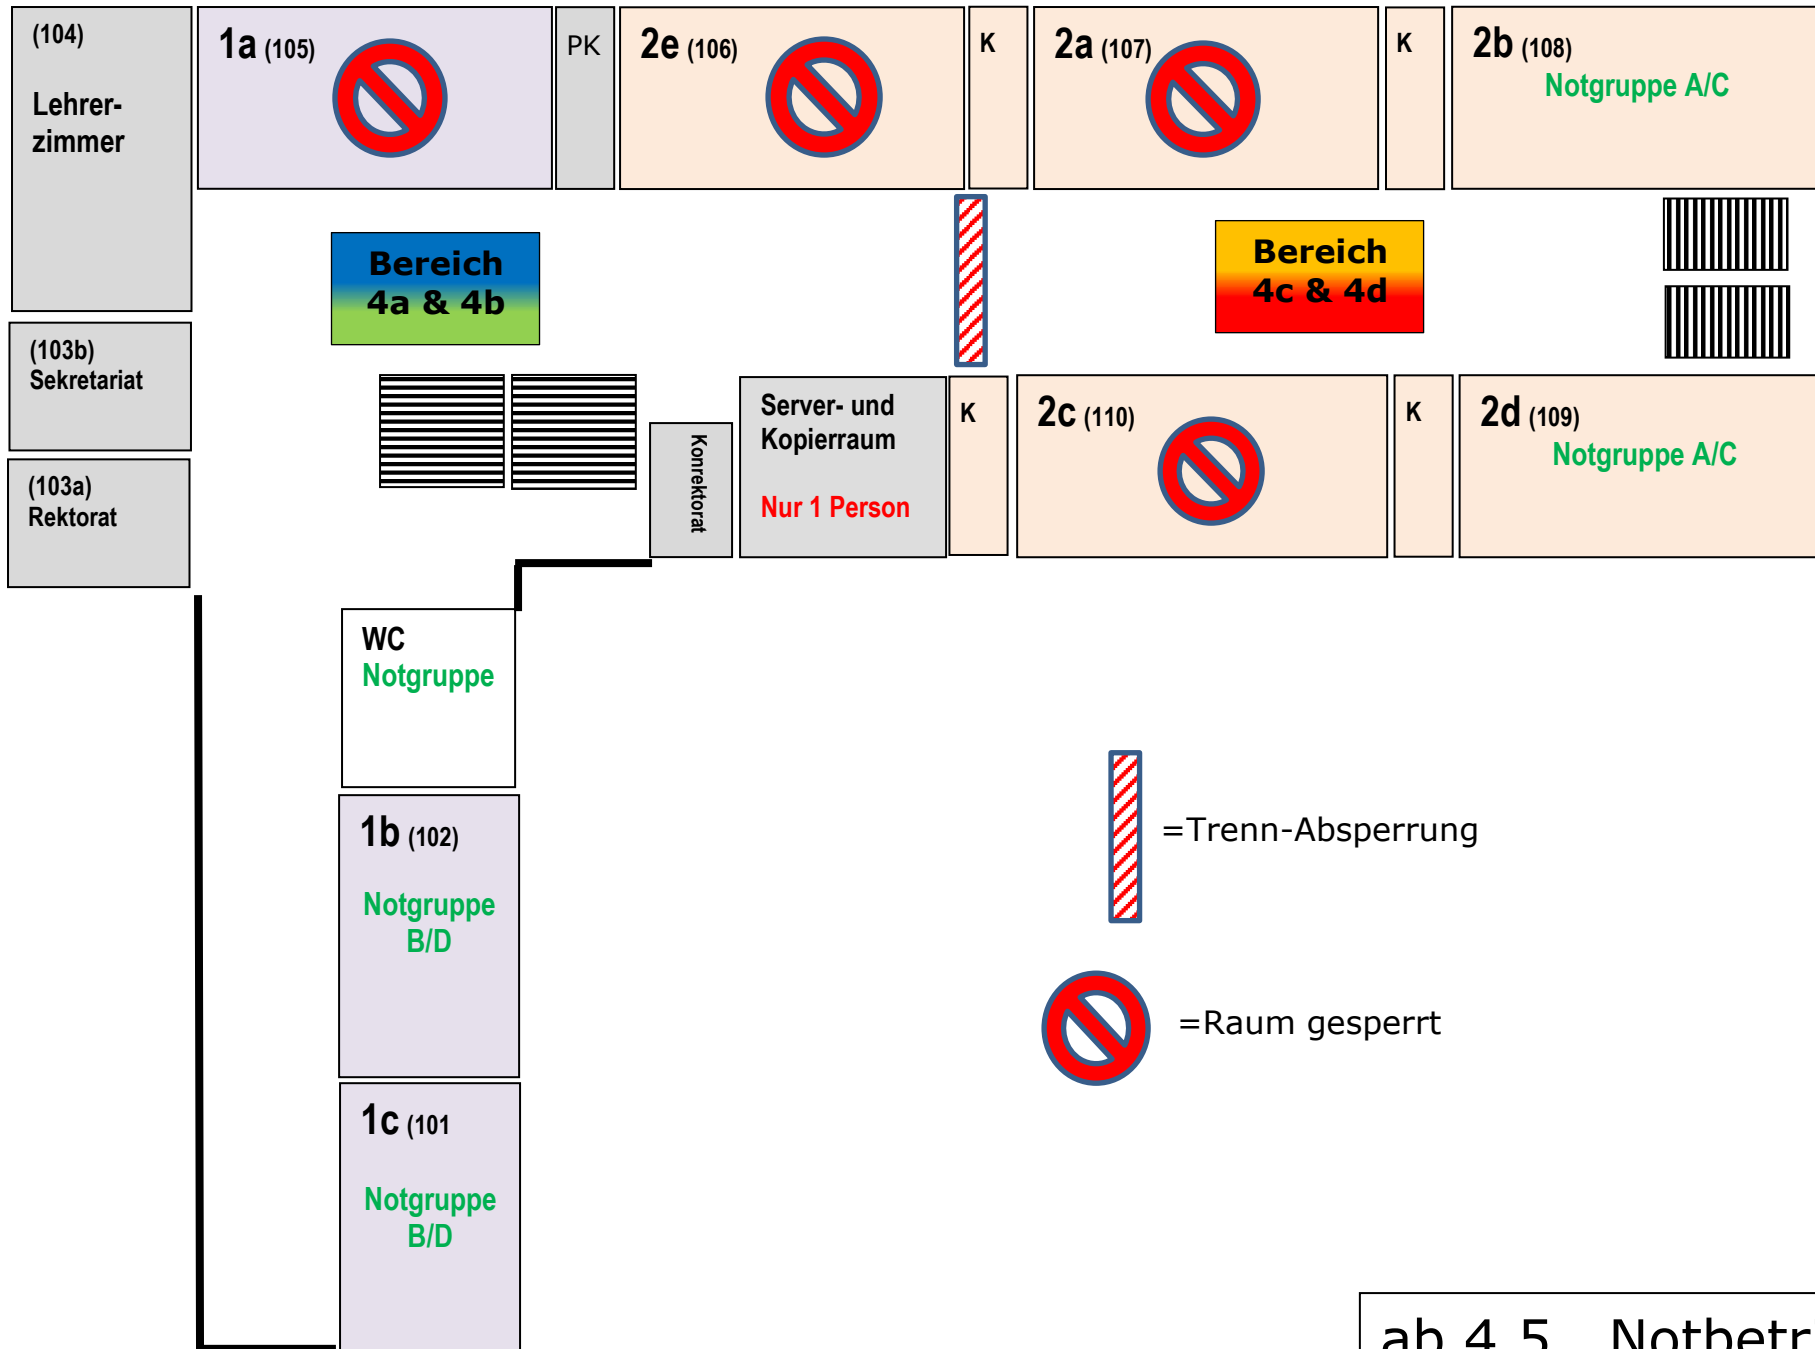 (104)
Lehrer-
zimmer
1a (105)
PK
2e (106)
K
2a (107)
K
2b (108)
Notgruppe A/C
Bereich
4a & 4b
Bereich
4c & 4d
(103b)
Sekretariat
(103a)
Rektorat
Konrektorat
Server- und
Kopierraum
Nur 1 Person
K
2c (110)
K
2d (109)
Notgruppe A/C
WC
Notgruppe
1b (102)
Notgruppe
B/D
1c (101
Notgruppe
B/D
=Trenn-Absperrung
=Raum gesperrt
ab 4.5. Notbetr